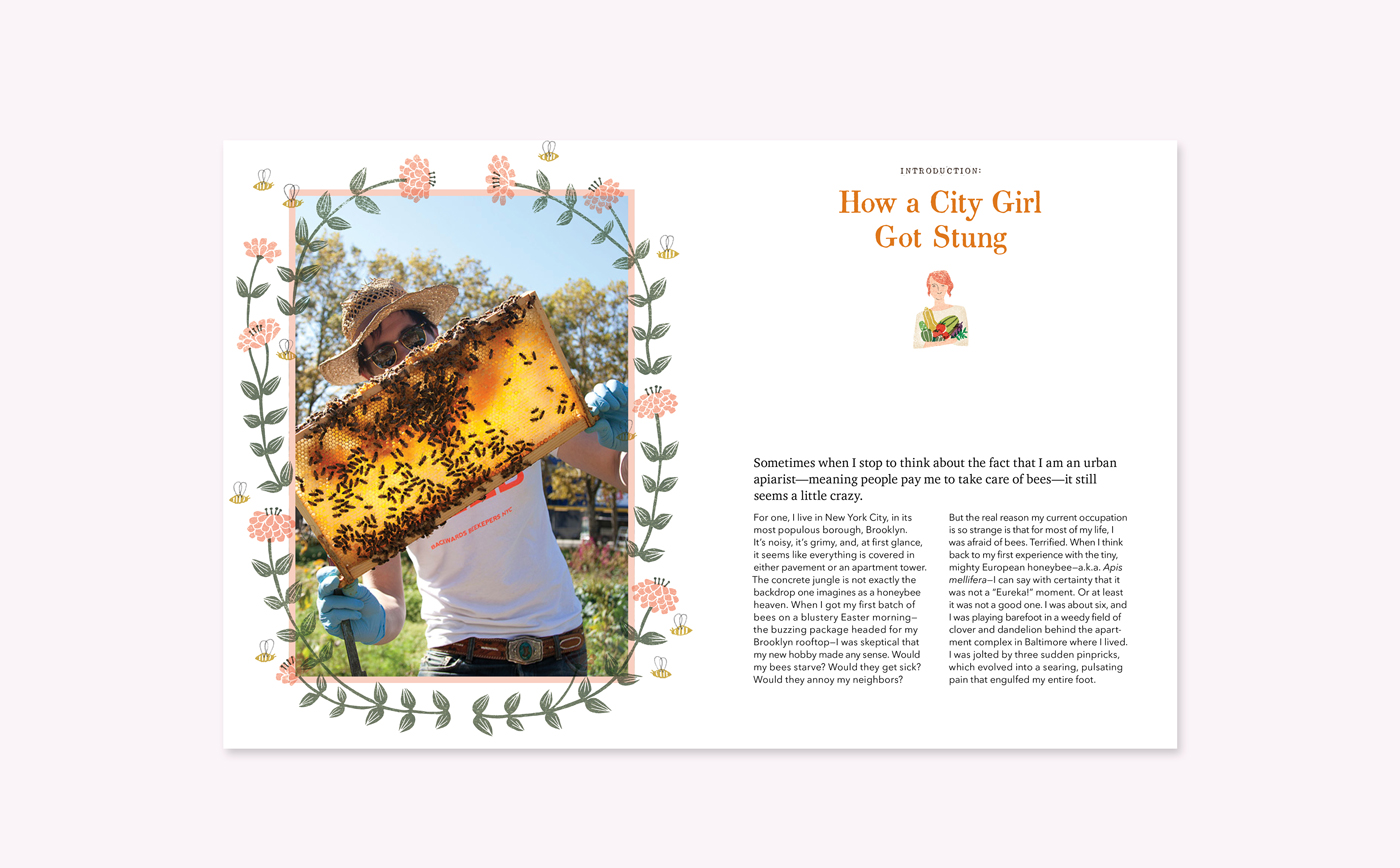 INTRODUCTION:
How a City Girl
Got Stung
Sometimes when I stop to think about the fact that I am an urban
apiarist—meaning people pay me to take care of bees—it still
seems a little crazy.
For one, I live in New York City, in its
most populous borough, Brooklyn.
It’s noisy, it’s grimy, and, at first glance,
it seems like everything is covered in
either pavement or an apartment tower.
The concrete jungle is not exactly the
backdrop one imagines as a honeybee
heaven. When I got my first batch of
bees on a blustery Easter morning—
the buzzing package headed for my
Brooklyn rooftop—I was skeptical that
my new hobby made any sense. Would
my bees starve? Would they get sick?
Would they annoy my neighbors?
But the real reason my current occupation
is so strange is that for most of my life, I
was afraid of bees. Terrified. When I think
back to my first experience with the tiny,
mighty European honeybee—a.k.a. Apis
mellifera—I can say with certainty that it
was not a “Eureka!” moment. Or at least
it was not a good one. I was about six, and
I was playing barefoot in a weedy field of
clover and dandelion behind the apart-
ment complex in Baltimore where I lived.
I was jolted by three sudden pinpricks,
which evolved into a searing, pulsating
pain that engulfed my entire foot.
BEEKEEPERS NYC